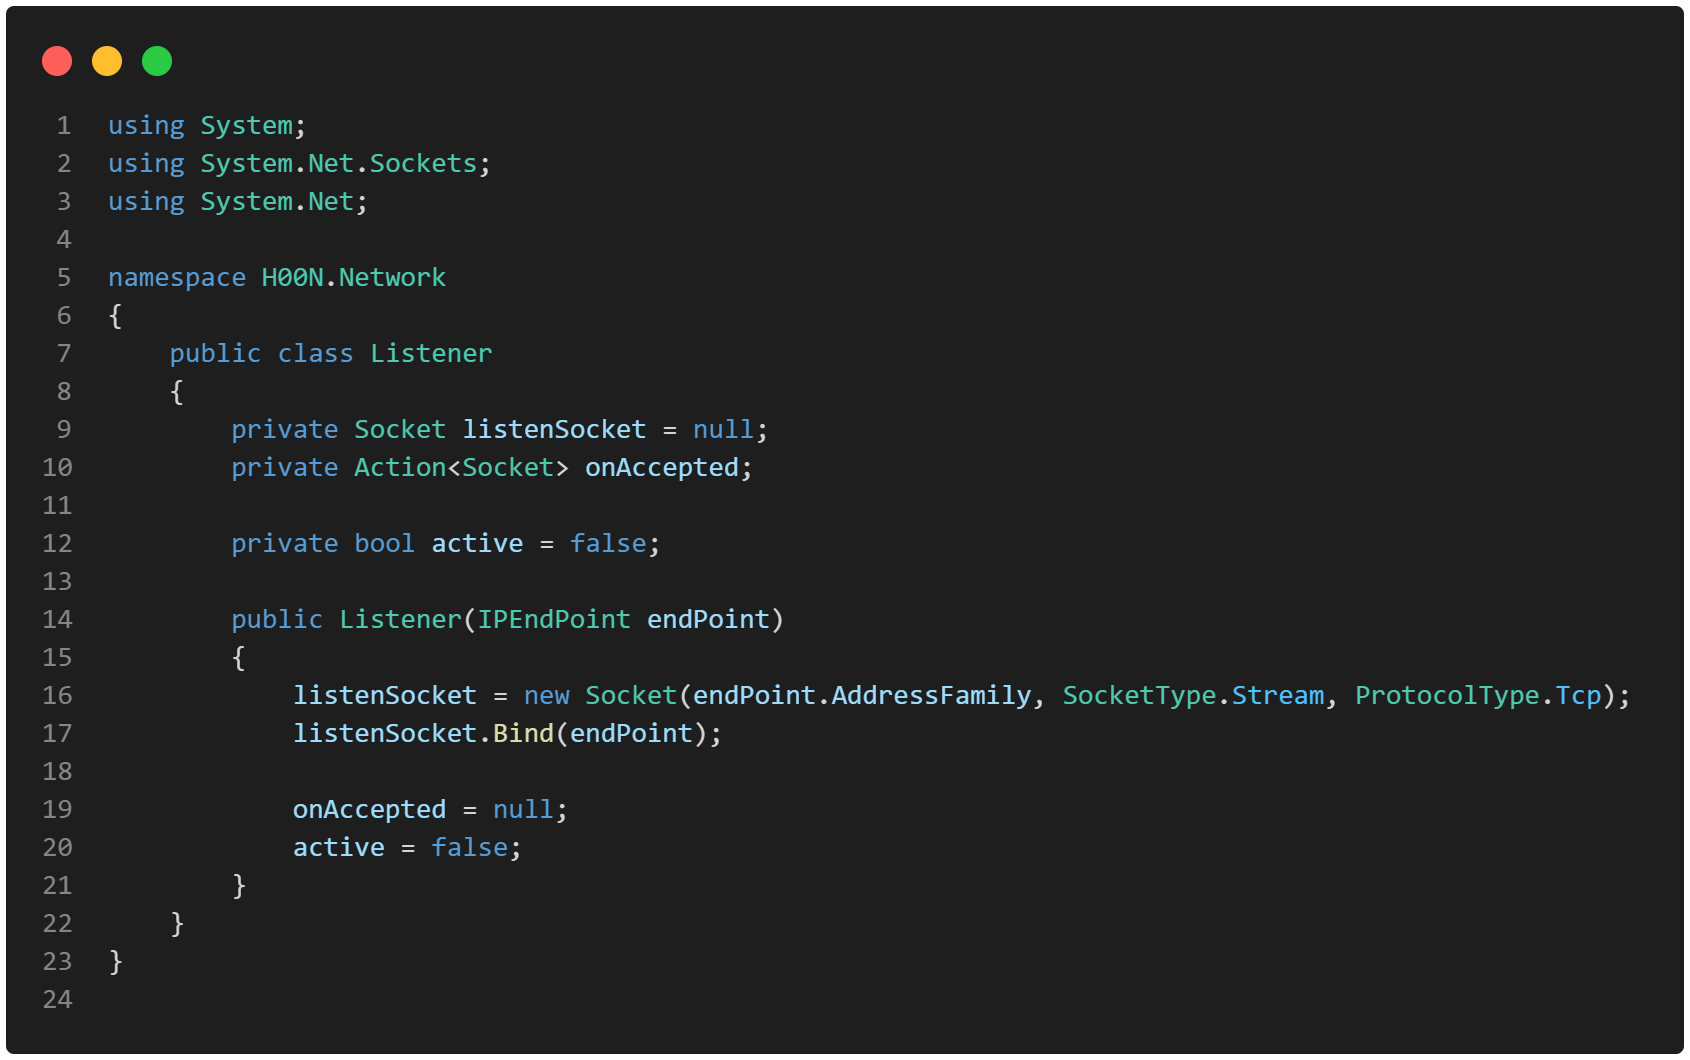 1 using System;
2 using System.Net.Sockets;
3 using System.Net;
4
5 namespace H00N.Network
6 {
7     public class Listener
8     {
9         private Socket listenSocket = null;
10         private Action<Socket> onAccepted;
11
12         private bool active = false;
13
14         public Listener(IPEndPoint endPoint)
15         {
16             listenSocket = new Socket(endPoint.AddressFamily, SocketType.Stream, ProtocolType.Tcp);
17             listenSocket.Bind(endPoint);
18
19             onAccepted = null;
20             active = false;
21         }
22     }
23 }
24